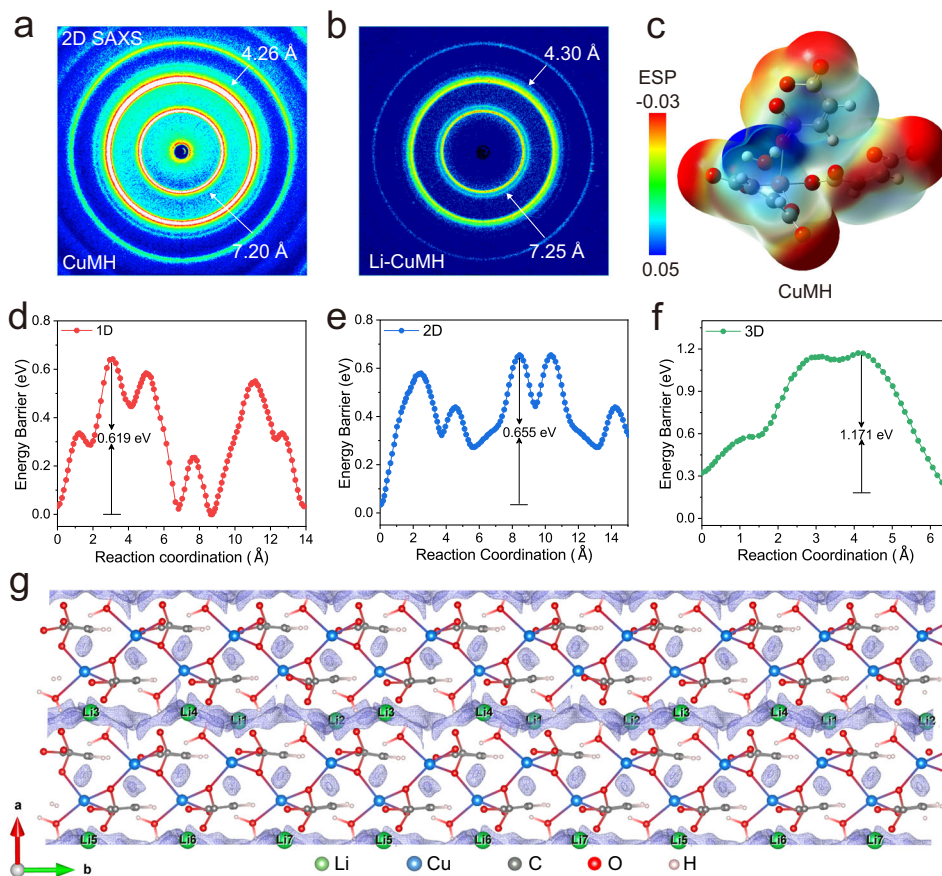 a
2D SAXS
4.26 Å
7.20 Å
CuMH
b
4.30 Å
7.25 Å
Li-CuMH
c
ESP
-0.03
0.05
CuMH
d
1D
0.8
0.6
0.4
0.2
0.0
Energy Barrier (eV)
0.619 eV
0 2 4 6 8 10 12 14
Reaction coordination (Å)
e
2D
0.8
0.6
0.4
0.2
0.0
Energy Barrier (eV)
0.655 eV
0 5 10 15
Reaction Coordination (Å)
f
3D
1.2
0.9
0.6
0.3
0.0
Energy Barrier (eV)
1.171 eV
0 1 2 3 4 5 6
Reaction Coordination (Å)
g
Li3 Li4 Li1 Li2 Li3 Li4 Li1 Li2 Li3 Li4 Li1 Li2
Li5 Li6 Li7 Li5 Li6 Li7 Li5 Li6 Li7
a
b
Li Cu C O H